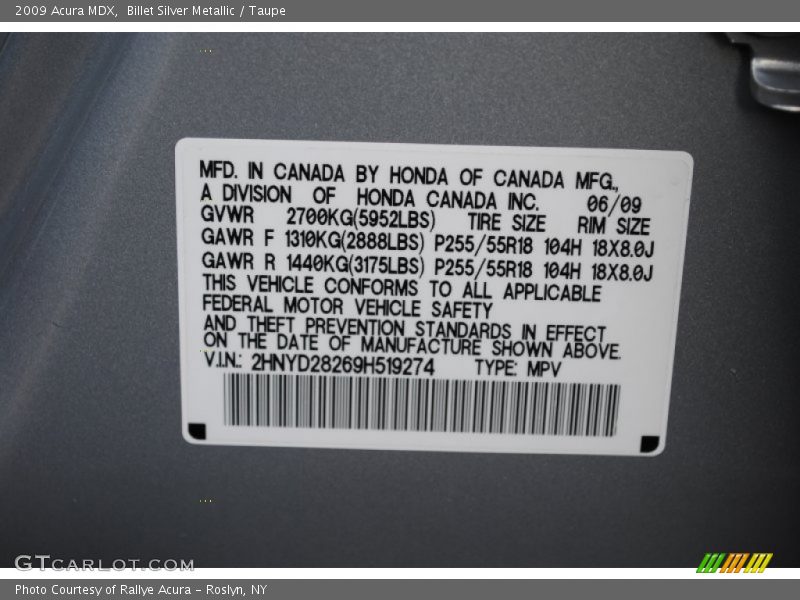 2009 Acura MDX, Billet Silver Metallic / Taupe
MFD. IN CANADA BY HONDA OF CANADA MFG.,
A DIVISION OF HONDA CANADA INC. 06/09
GVWR 2700KG(5952LBS) TIRE SIZE RIM SIZE
GAWR F 1310KG(2888LBS) P255/55R18 104H 18X8.0J
GAWR R 1440KG(3175LBS) P255/55R18 104H 18X8.0J
THIS VEHICLE CONFORMS TO ALL APPLICABLE
FEDERAL MOTOR VEHICLE SAFETY
AND THEFT PREVENTION STANDARDS IN EFFECT
ON THE DATE OF MANUFACTURE SHOWN ABOVE.
V.I.N.: 2HNYD28269H519274 TYPE: MPV
GTCARLOT.COM
Photo Courtesy of Rallye Acura - Roslyn, NY